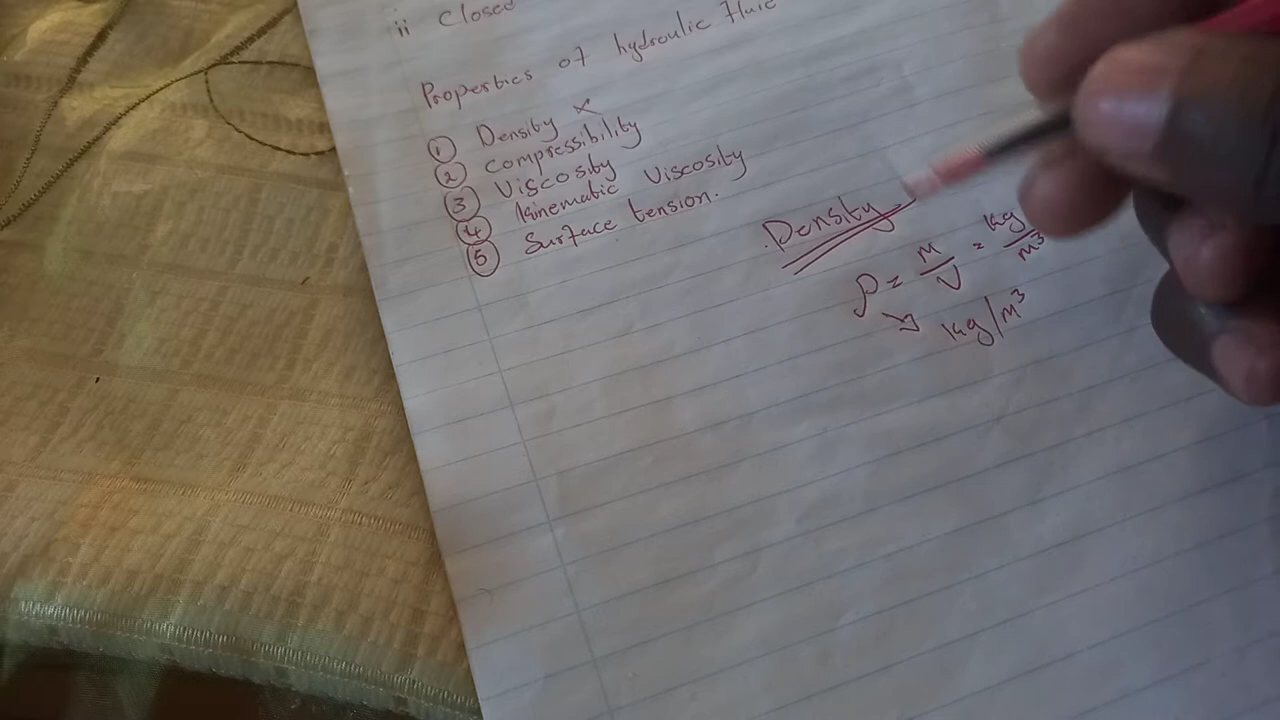 ii Closed
Properties of hydraulic fluid
① Density ×
② Compressibility
③ Viscosity
④ Kinematic Viscosity
⑤ Surface tension.
Density
ρ = M/V = kg/m³
↘ kg/m³